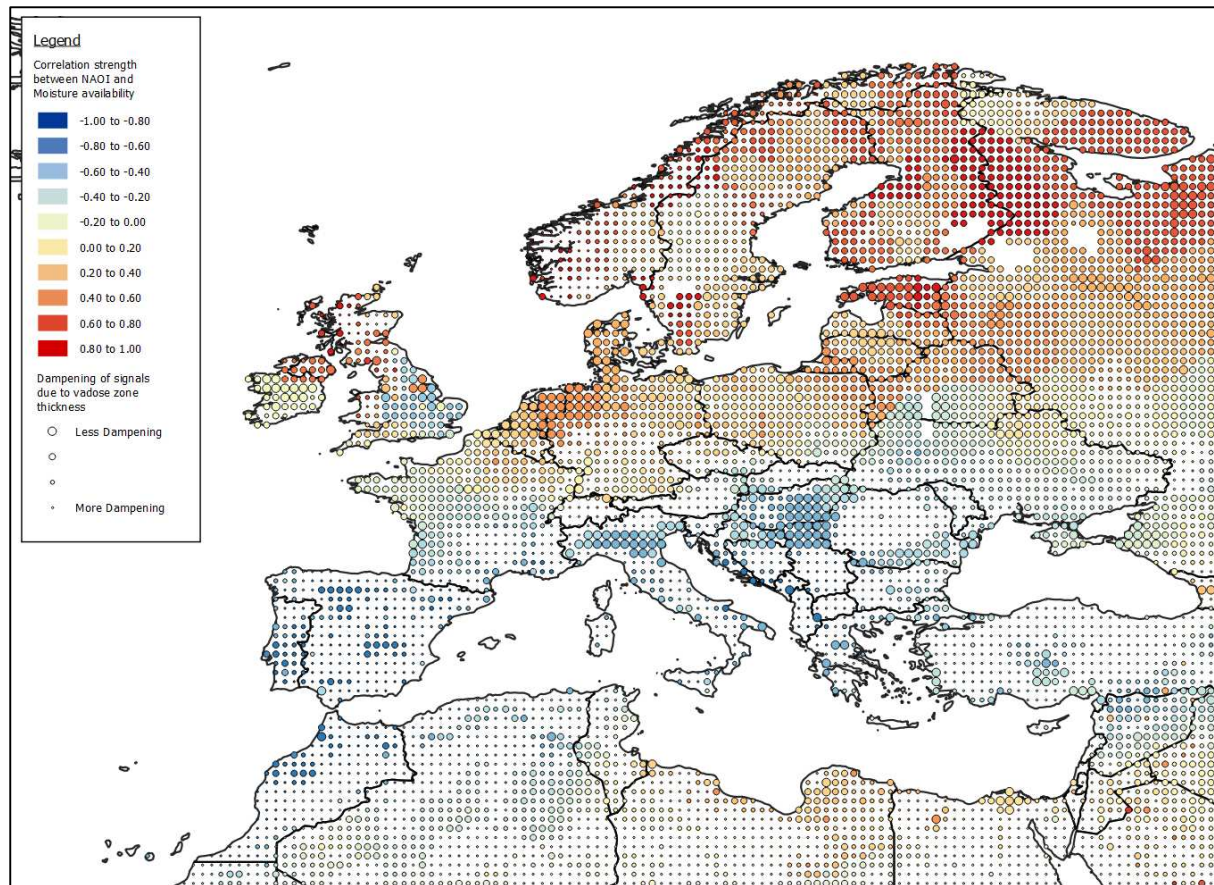 Legend
Correlation strength
between NAOI and
Moisture availability
-1.00 to -0.80
-0.80 to -0.60
-0.60 to -0.40
-0.40 to -0.20
-0.20 to 0.00
0.00 to 0.20
0.20 to 0.40
0.40 to 0.60
0.60 to 0.80
0.80 to 1.00
Dampening of signals
due to vadose zone
thickness
Less Dampening
More Dampening